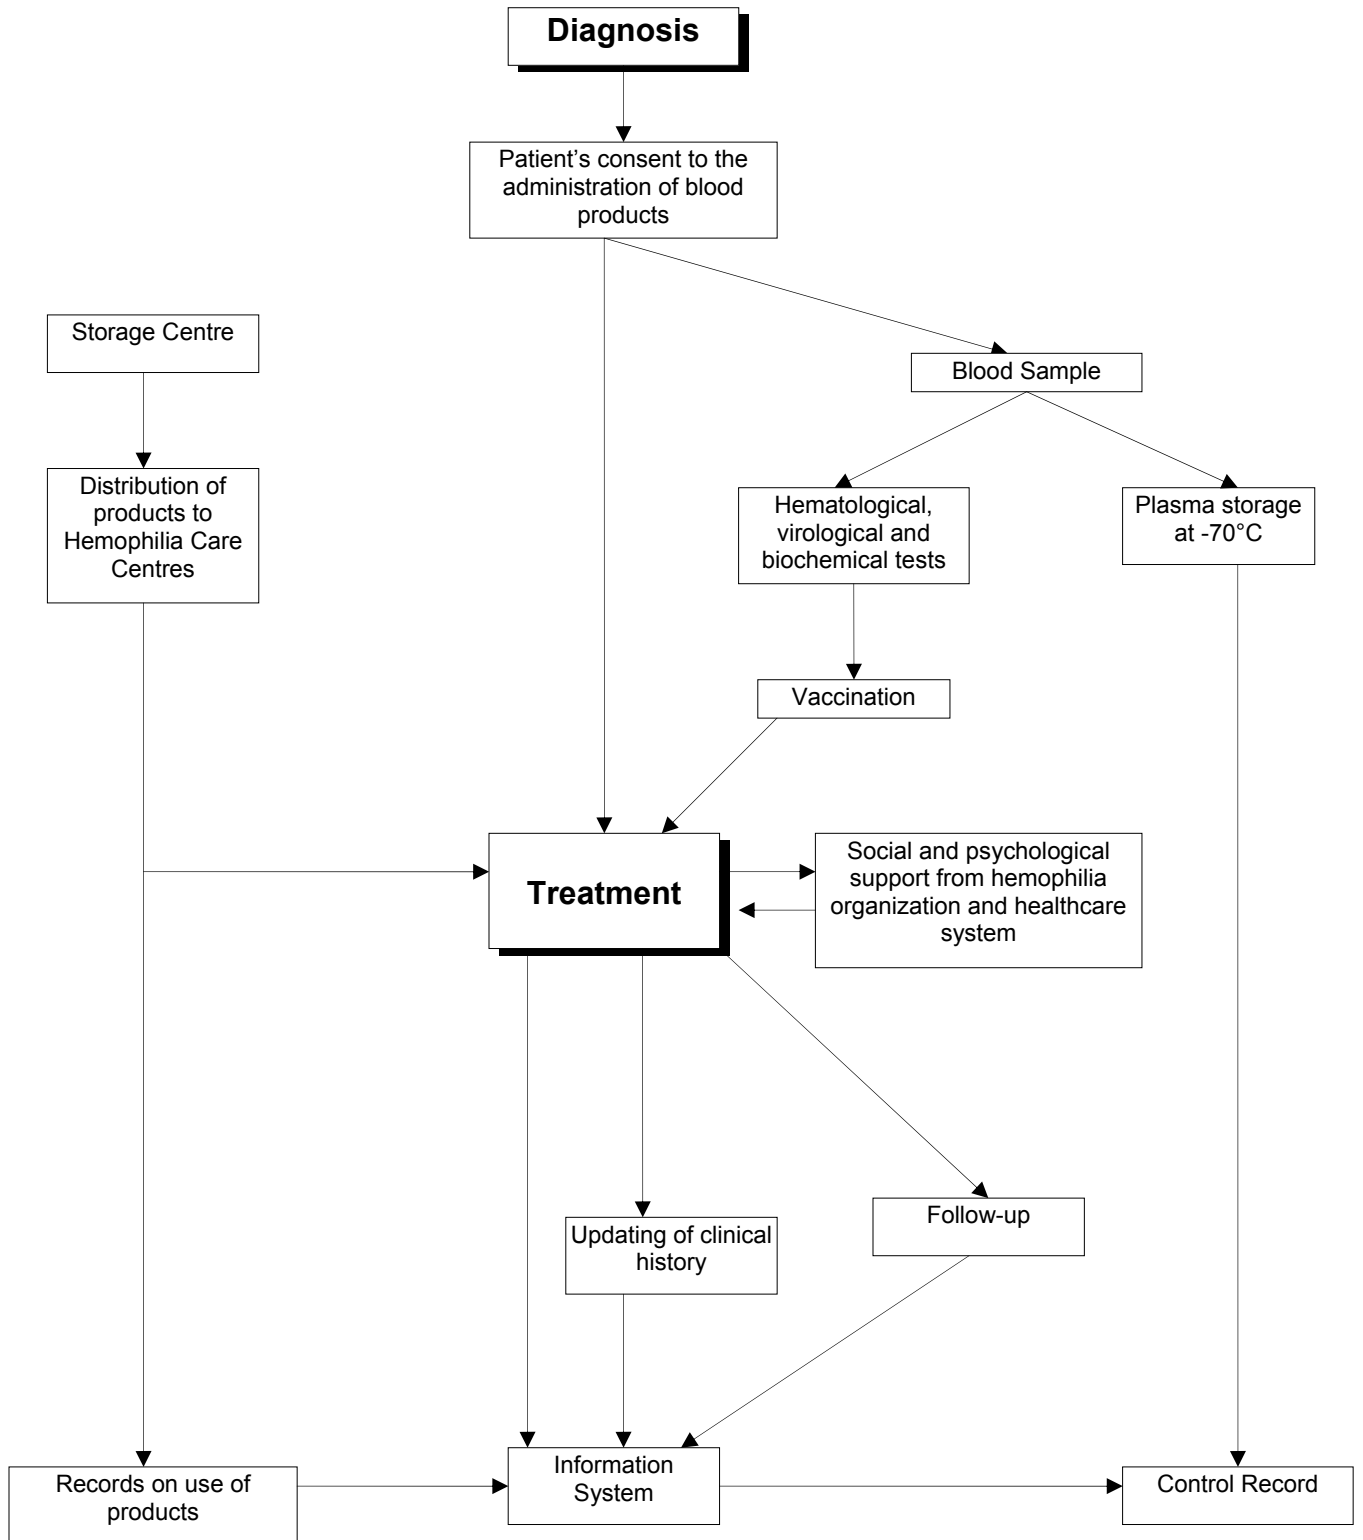 Diagnosis
Patient’s consent to the
administration of blood
products
Storage Centre
Blood Sample
Distribution of
products to
Hemophilia Care
Centres
Hematological,
virological and
biochemical tests
Plasma storage
at -70°C
Vaccination
Treatment
Social and psychological
support from hemophilia
organization and healthcare
system
Updating of clinical
history
Follow-up
Records on use of
products
Information
System
Control Record